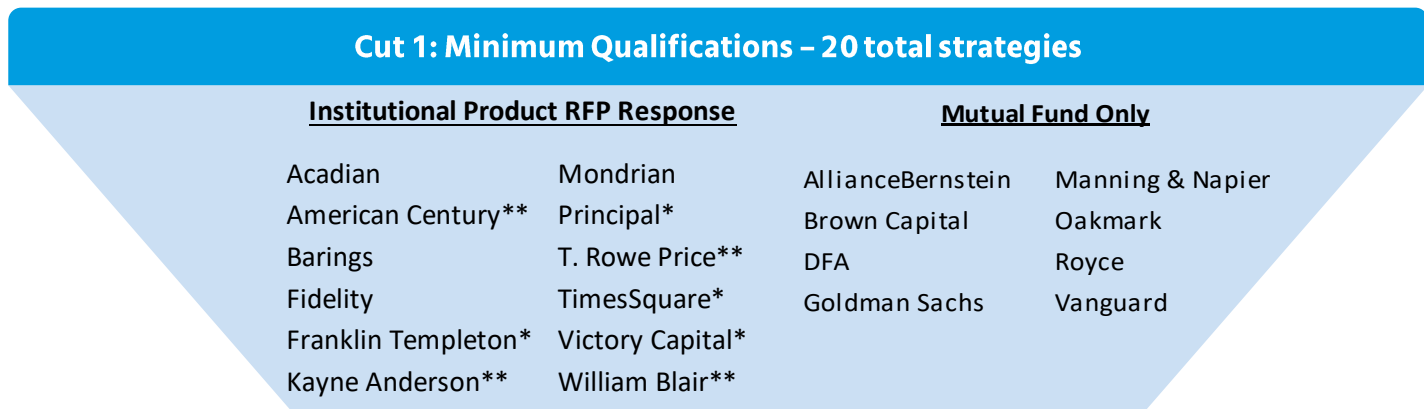 Cut 1: Minimum Qualifications – 20 total strategies
Institutional Product RFP Response
Acadian
American Century**
Barings
Fidelity
Franklin Templeton*
Kayne Anderson**
Mondrian
Principal*
T. Rowe Price**
TimesSquare*
Victory Capital*
William Blair**
Mutual Fund Only
AllianceBernstein
Brown Capital
DFA
Goldman Sachs
Manning & Napier
Oakmark
Royce
Vanguard